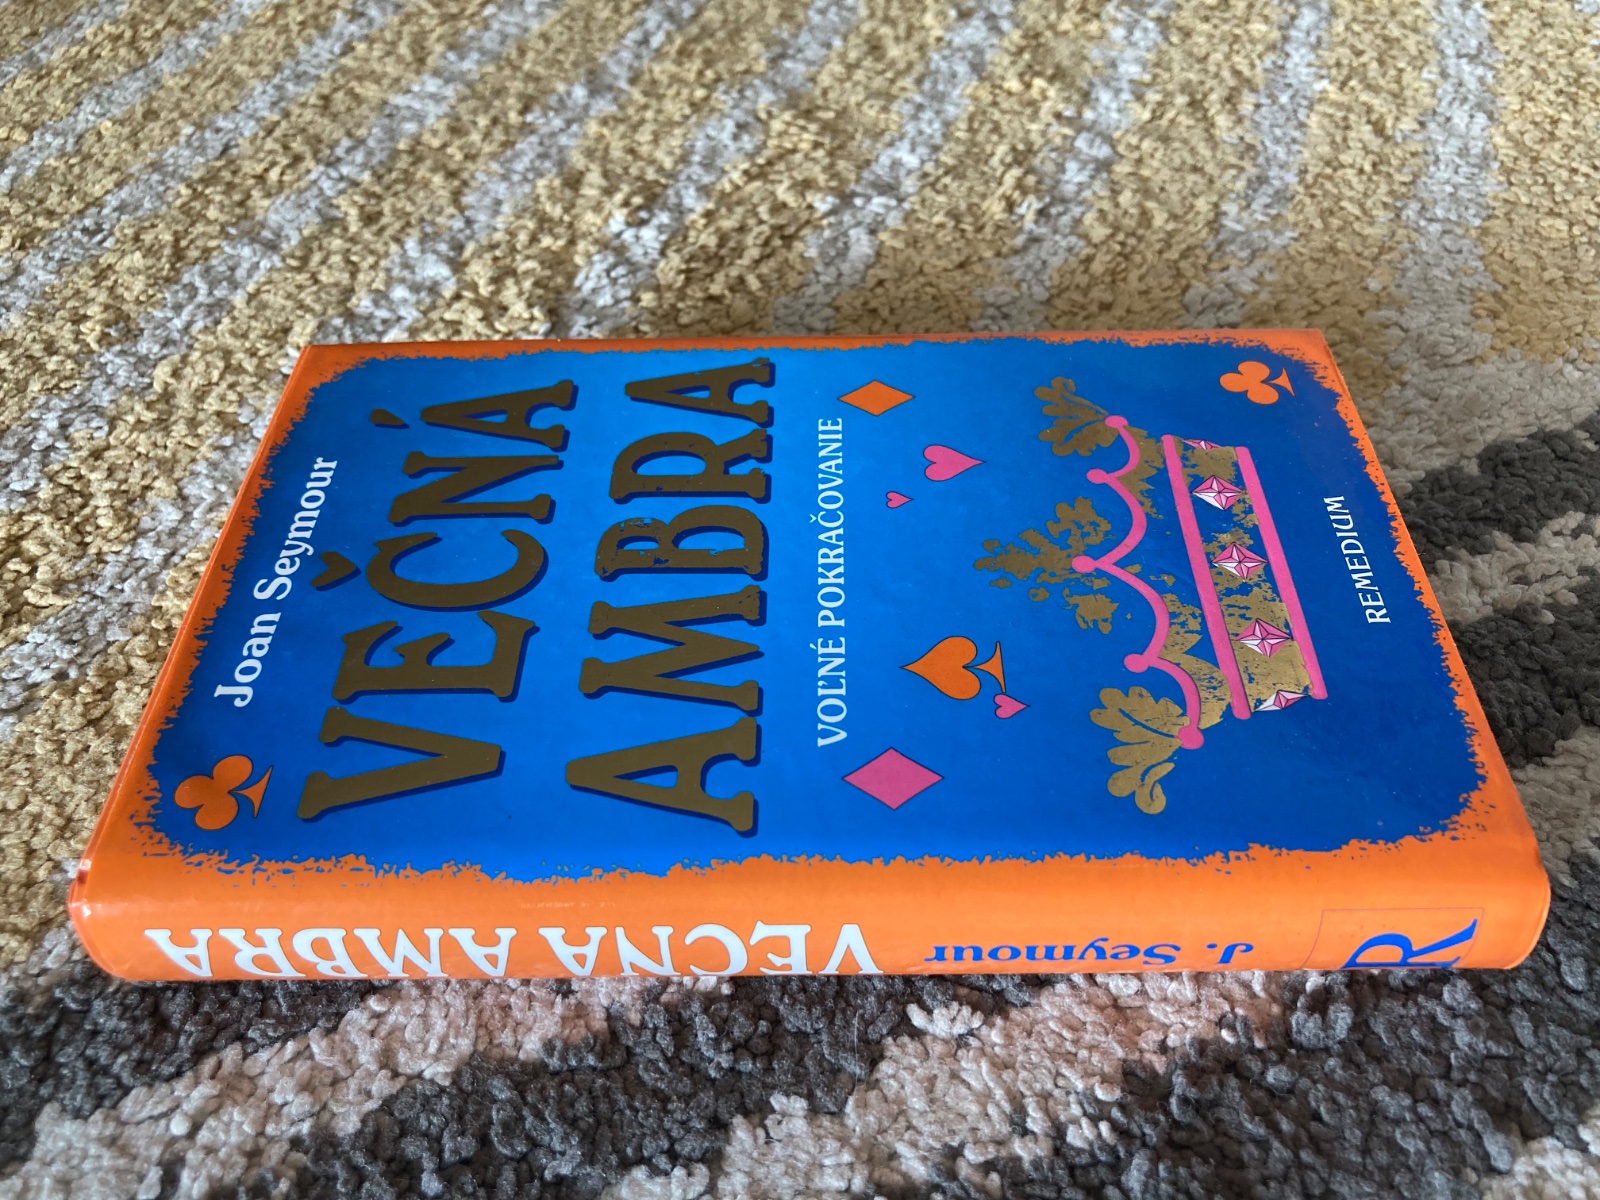 Joan Seymour
VEČNÁ
AMBRA
VOĽNÉ POKRAČOVANIE
REMEDIUM
VEČNÁ AMBRA
J. Seymour
R